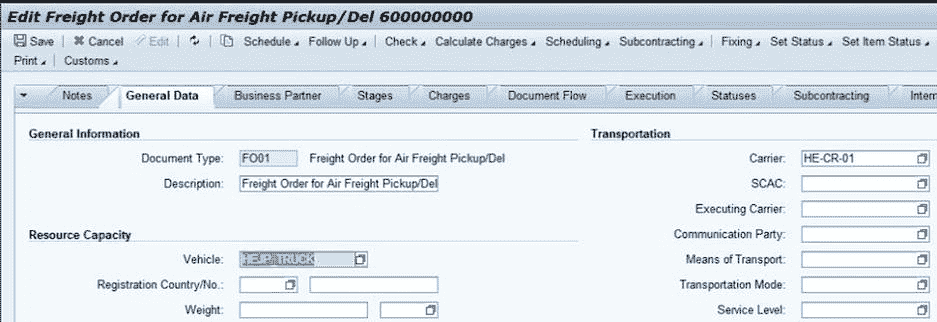 Edit Freight Order for Air Freight Pickup/Del 600000000
Save Cancel Edit Schedule Follow Up Check Calculate Charges Scheduling Subcontracting Fixing Set Status Set Item Status
Print Customs
Notes General Data Business Partner Stages Charges Document Flow Execution Statuses Subcontracting Intern
General Information
Document Type: FO01 Freight Order for Air Freight Pickup/Del
Description: Freight Order for Air Freight Pickup/Del
Resource Capacity
Vehicle: HEJP_TRUCK
Registration Country/No.:
Weight:
Transportation
Carrier: HE-CR-01
SCAC:
Executing Carrier:
Communication Party:
Means of Transport:
Transportation Mode:
Service Level: